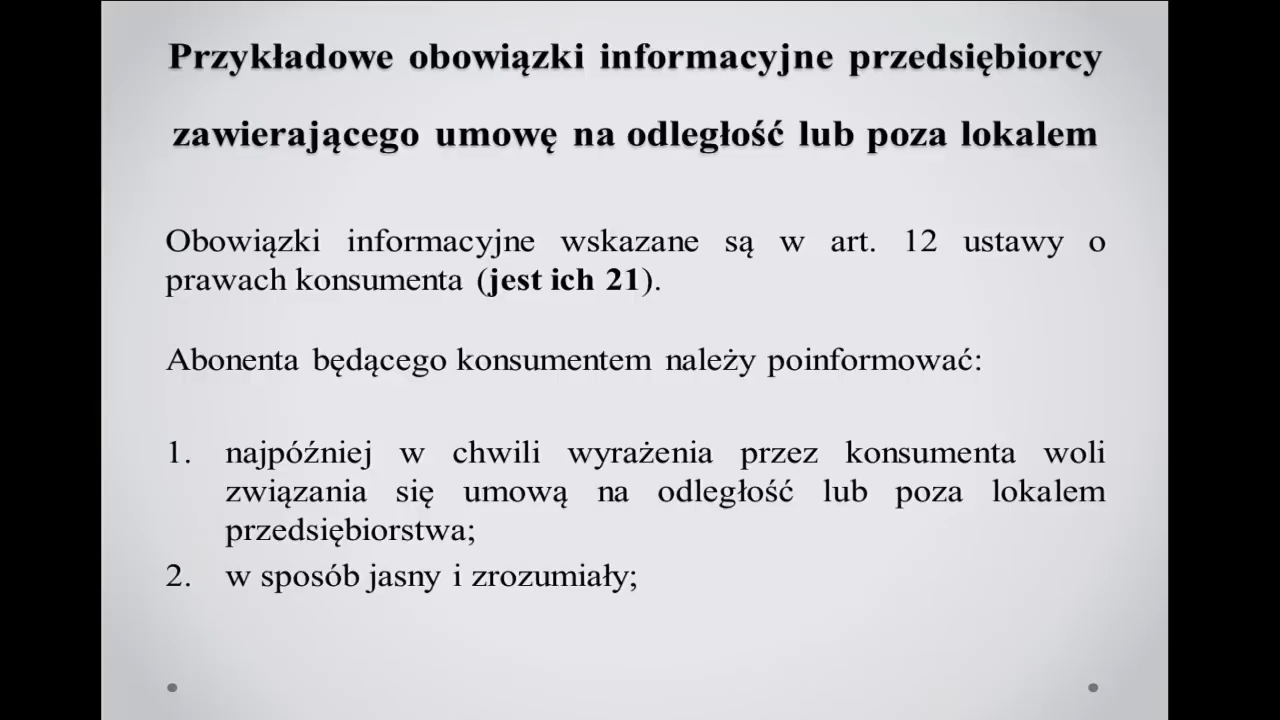 Przykładowe obowiązki informacyjne przedsiębiorcy
zawierającego umowę na odległość lub poza lokalem
Obowiązki informacyjne wskazane są w art. 12 ustawy o
prawach konsumenta (jest ich 21).
Abonenta będącego konsumentem należy poinformować:
1. najpóźniej w chwili wyrażenia przez konsumenta woli
związania się umową na odległość lub poza lokalem
przedsiębiorstwa;
2. w sposób jasny i zrozumiały;